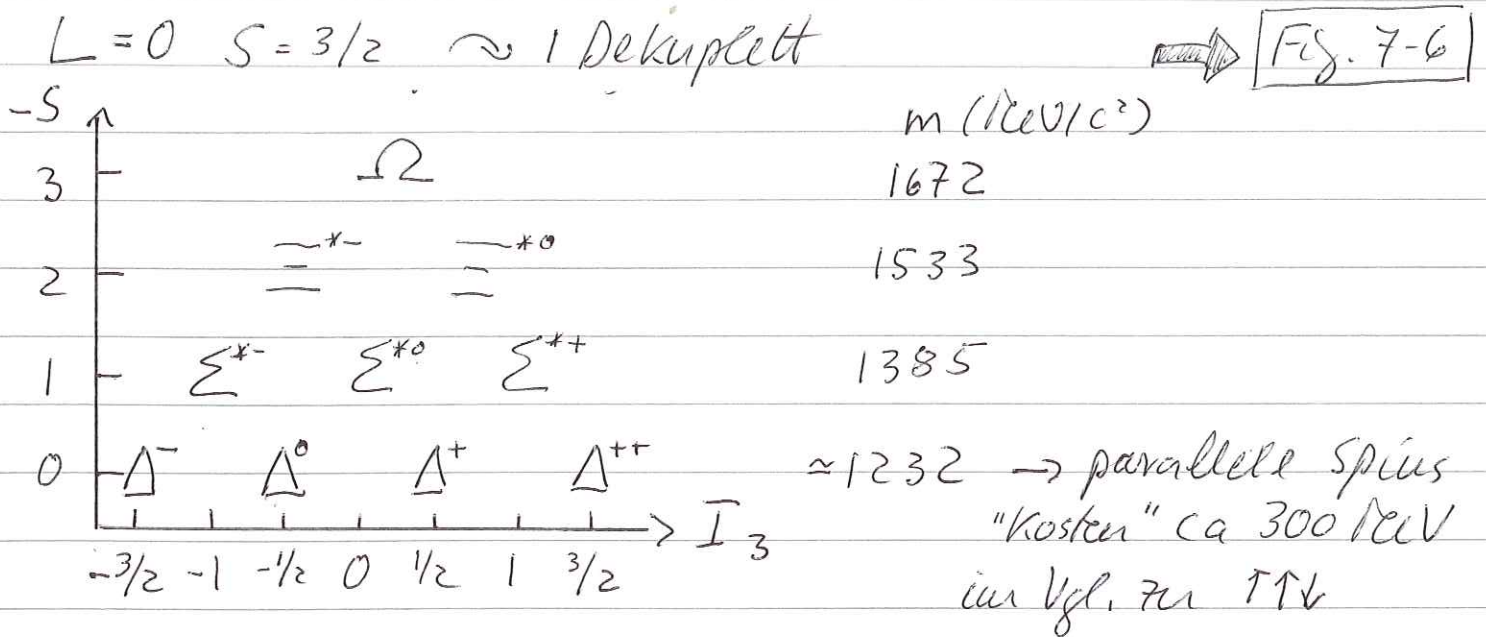 L = 0 S = 3/2 ~ 1 Dekuplett ⇒ Fig. 7-6
-S m (MeV/c²)
3 Ω 1672
2 Ξ*- Ξ*0 1533
1 Σ*- Σ*0 Σ*+ 1385
0 Δ- Δ0 Δ+ Δ++ ≈1232 → parallele Spins
I3 "Kosten" ca 300 MeV
-3/2 -1 -1/2 0 1/2 1 3/2 im Vgl. zu ↑↑↓